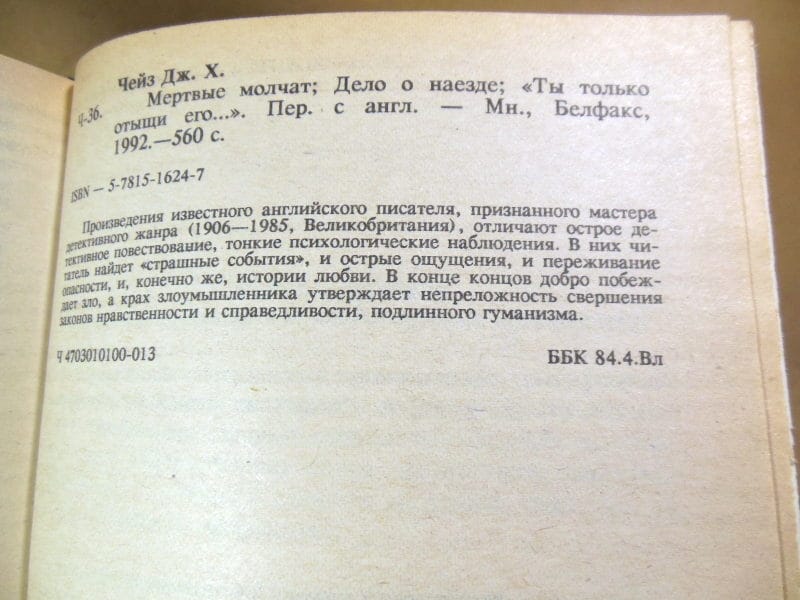 Чейз Дж. Х.
Ч-36. Мертвые молчат; Дело о наезде; «Ты только
отыщи его...». Пер. с англ. — Мн., Белфакс,
1992.—560 с.
ISBN — 5-7815-1624-7
Произведения известного английского писателя, признанного мастера
детективного жанра (1906—1985, Великобритания), отличают острое де-
тективное повествование, тонкие психологические наблюдения. В них чи-
татель найдет «страшные события», и острые ощущения, и переживание
опасности, и, конечно же, истории любви. В конце концов добро побеж-
дает зло, а крах злоумышленника утверждает непреложность свершения
законов нравственности и справедливости, подлинного гуманизма.
Ч 4703010100-013 ББК 84.4.Вл